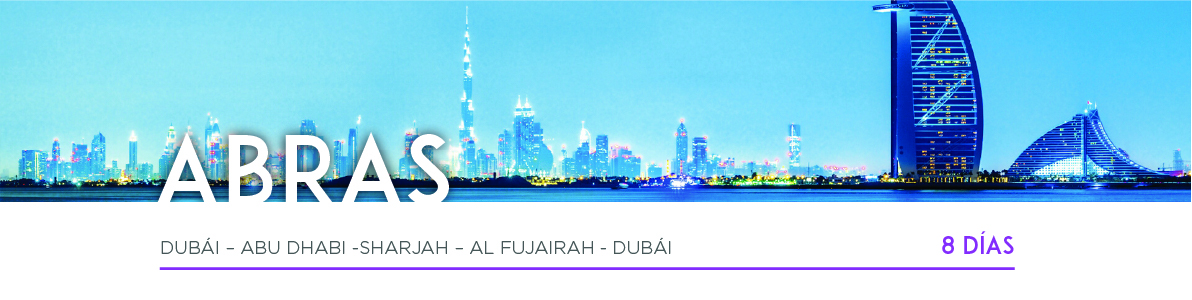 ABRAS
DUBÁI – ABU DHABI -SHARJAH – AL FUJAIRAH - DUBÁI
8 DÍAS